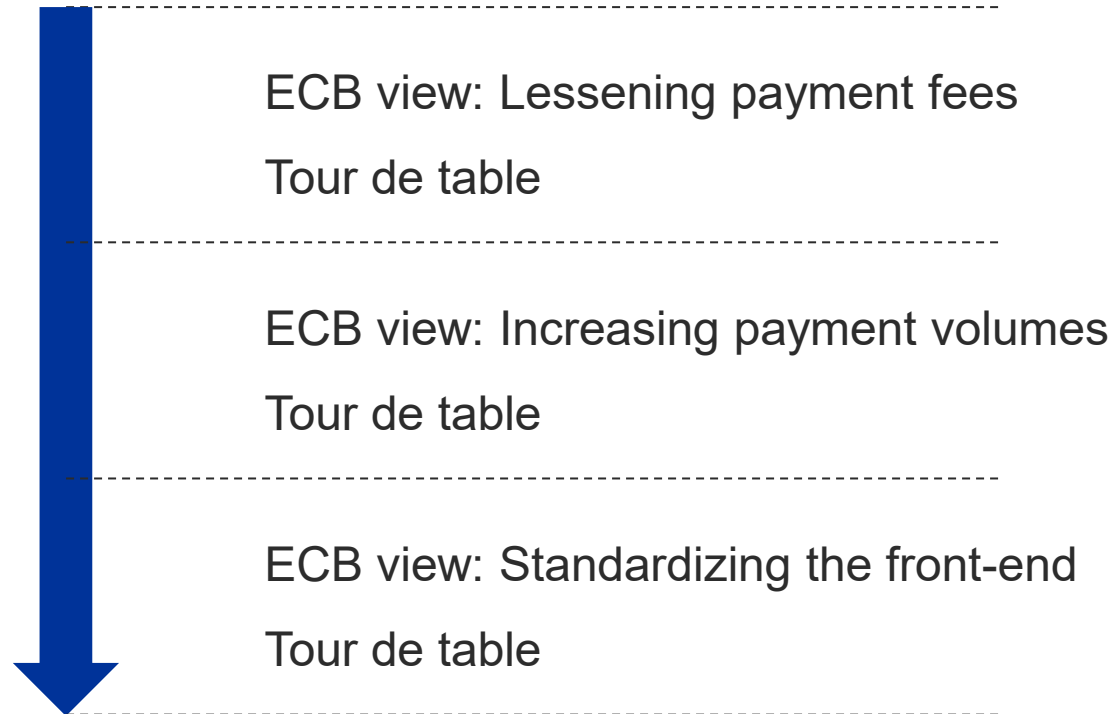 ECB view: Lessening payment fees
Tour de table
ECB view: Increasing payment volumes
Tour de table
ECB view: Standardizing the front-end
Tour de table